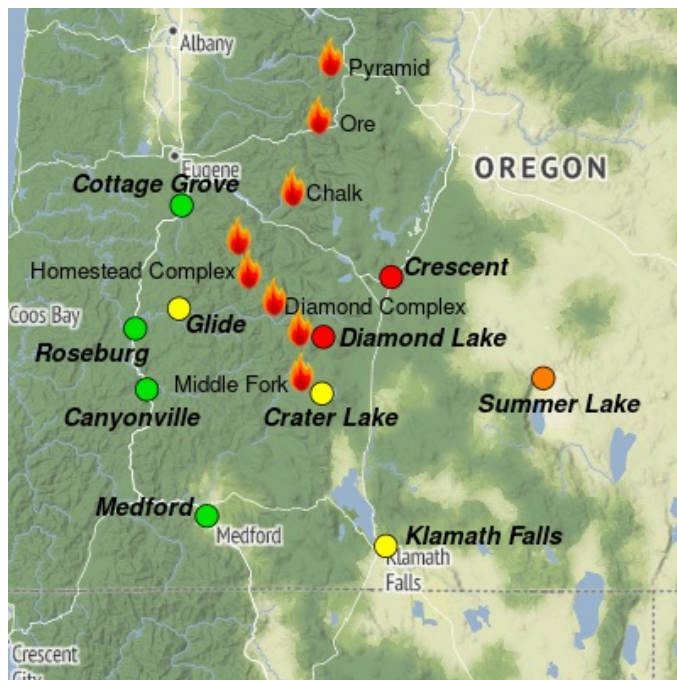 Albany
Pyramid
Ore
Eugene
OREGON
Cottage Grove
Chalk
Crescent
Homestead Complex
Diamond Complex
Coos Bay
Glide
Diamond Lake
Roseburg
Middle Fork
Summer Lake
Canyonville
Crater Lake
Medford
Medford
Klamath Falls
Klamath
Falls
Crescent
City